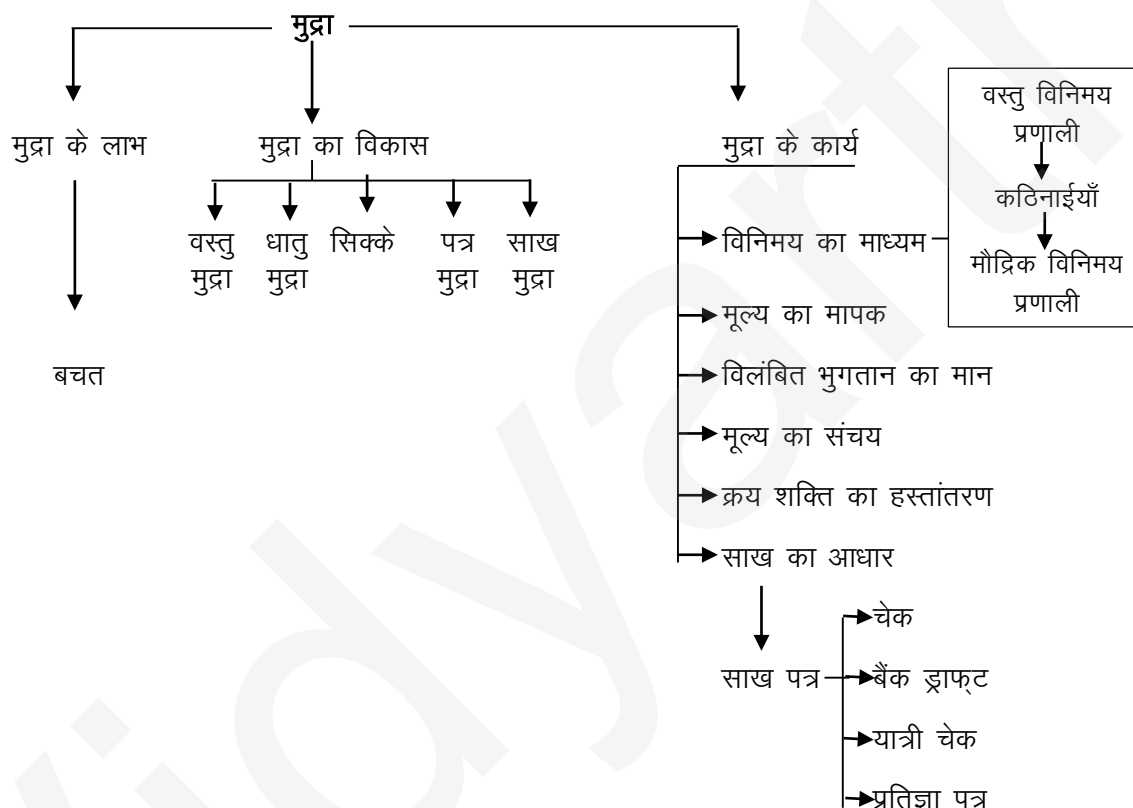 मुद्रा
मुद्रा के लाभ
बचत
मुद्रा का विकास
वस्तु
मुद्रा
धातु
मुद्रा
सिक्के
पत्र
मुद्रा
साख
मुद्रा
मुद्रा के कार्य
विनिमय का माध्यम
वस्तु विनिमय
प्रणाली
कठिनाईयाँ
मौद्रिक विनिमय
प्रणाली
मूल्य का मापक
विलंबित भुगतान का मान
मूल्य का संचय
क्रय शक्ति का हस्तांतरण
साख का आधार
साख पत्र
चेक
बैंक ड्राफ्ट
यात्री चेक
प्रतिज्ञा पत्र